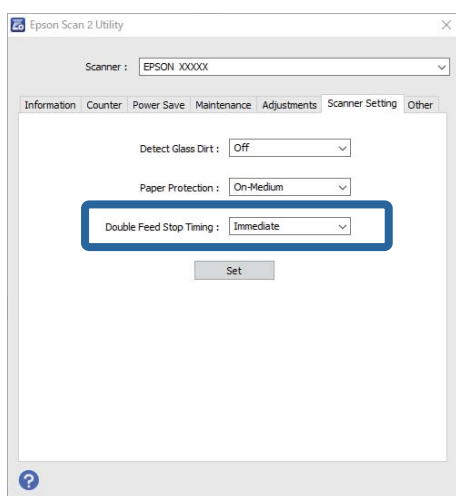 Epson Scan 2 Utility
Scanner : EPSON XXXXX
Information Counter Power Save Maintenance Adjustments Scanner Setting Other
Detect Glass Dirt : Off
Paper Protection : On-Medium
Double Feed Stop Timing : Immediate
Set
?